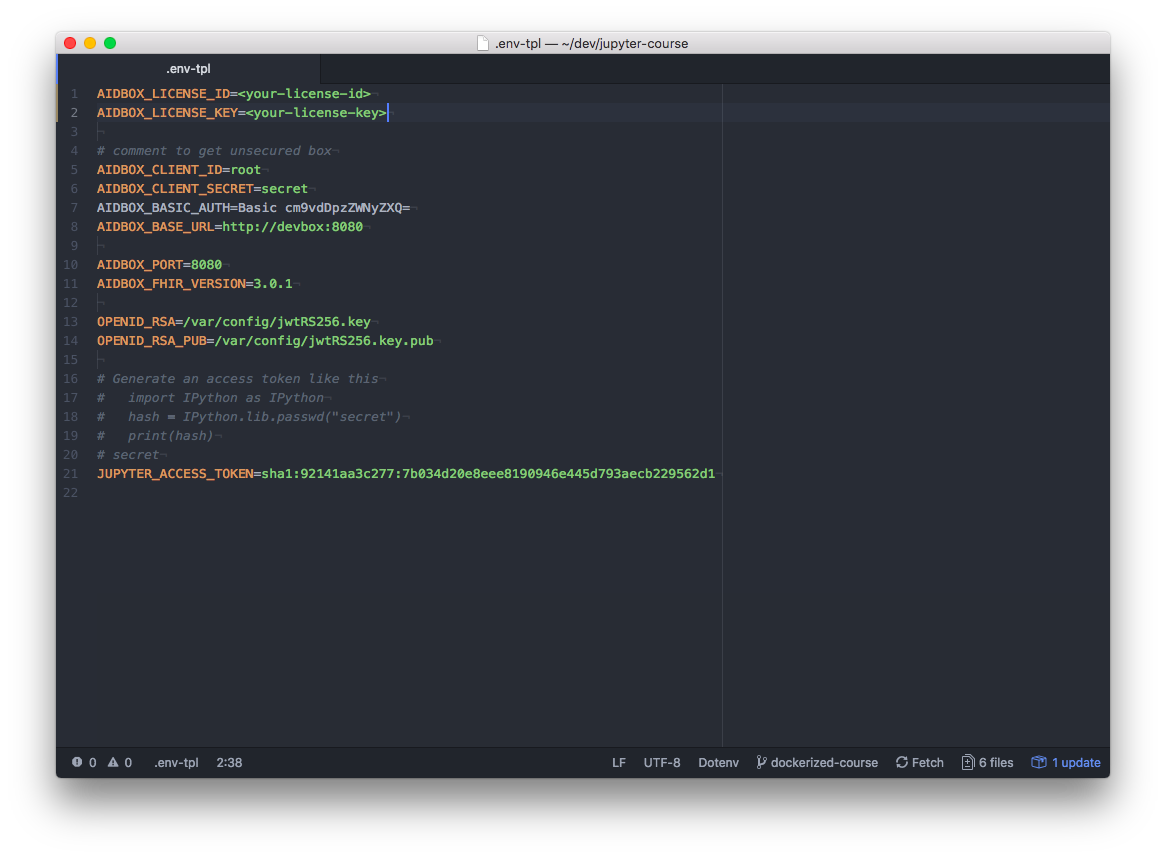 .env-tpl — ~/dev/jupyter-course
.env-tpl
1 AIDBOX_LICENSE_ID=<your-license-id>¬
2 AIDBOX_LICENSE_KEY=<your-license-key>¬
3 ¬
4 # comment to get unsecured box¬
5 AIDBOX_CLIENT_ID=root¬
6 AIDBOX_CLIENT_SECRET=secret¬
7 AIDBOX_BASIC_AUTH=Basic cm9vdDpzZWNyZXQ=¬
8 AIDBOX_BASE_URL=http://devbox:8080¬
9 ¬
10 AIDBOX_PORT=8080¬
11 AIDBOX_FHIR_VERSION=3.0.1¬
12 ¬
13 OPENID_RSA=/var/config/jwtRS256.key¬
14 OPENID_RSA_PUB=/var/config/jwtRS256.key.pub¬
15 ¬
16 # Generate an access token like this¬
17 #   import IPython as IPython¬
18 #   hash = IPython.lib.passwd("secret")¬
19 #   print(hash)¬
20 # secret¬
21 JUPYTER_ACCESS_TOKEN=sha1:92141aa3c277:7b034d20e8eee8190946e445d793aecb229562d1¬
22
0 0 .env-tpl 2:38 LF UTF-8 Dotenv dockerized-course Fetch 6 files 1 update